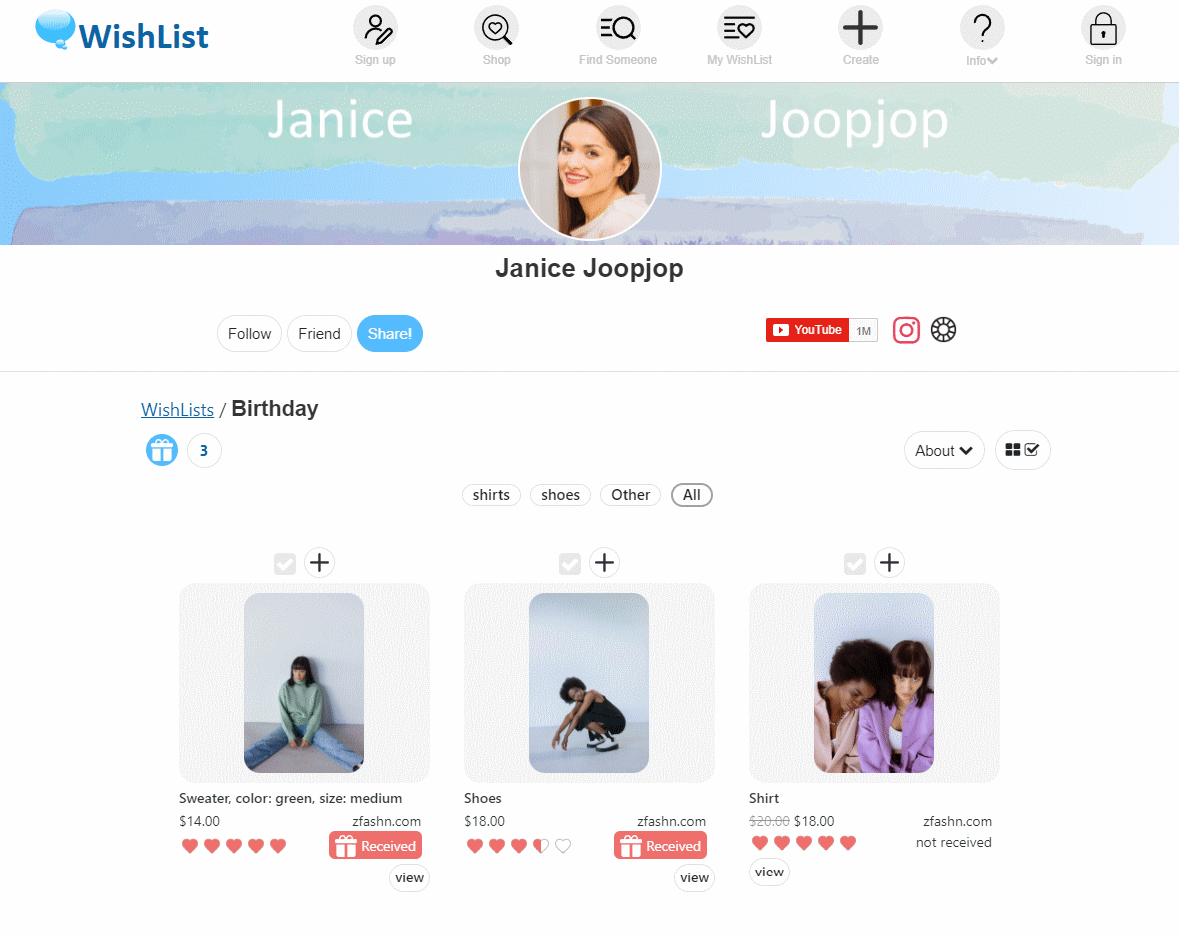 WishList
Sign up
Shop
Find Someone
My WishList
Create
Info
Sign in
Janice Joopjop
Janice Joopjop
Follow
Friend
Share!
YouTube 1M
WishLists / Birthday
3
About
shirts
shoes
Other
All
Sweater, color: green, size: medium
$14.00 zfashn.com
Received
view
Shoes
$18.00 zfashn.com
Received
view
Shirt
$20.00 $18.00 zfashn.com
not received
view